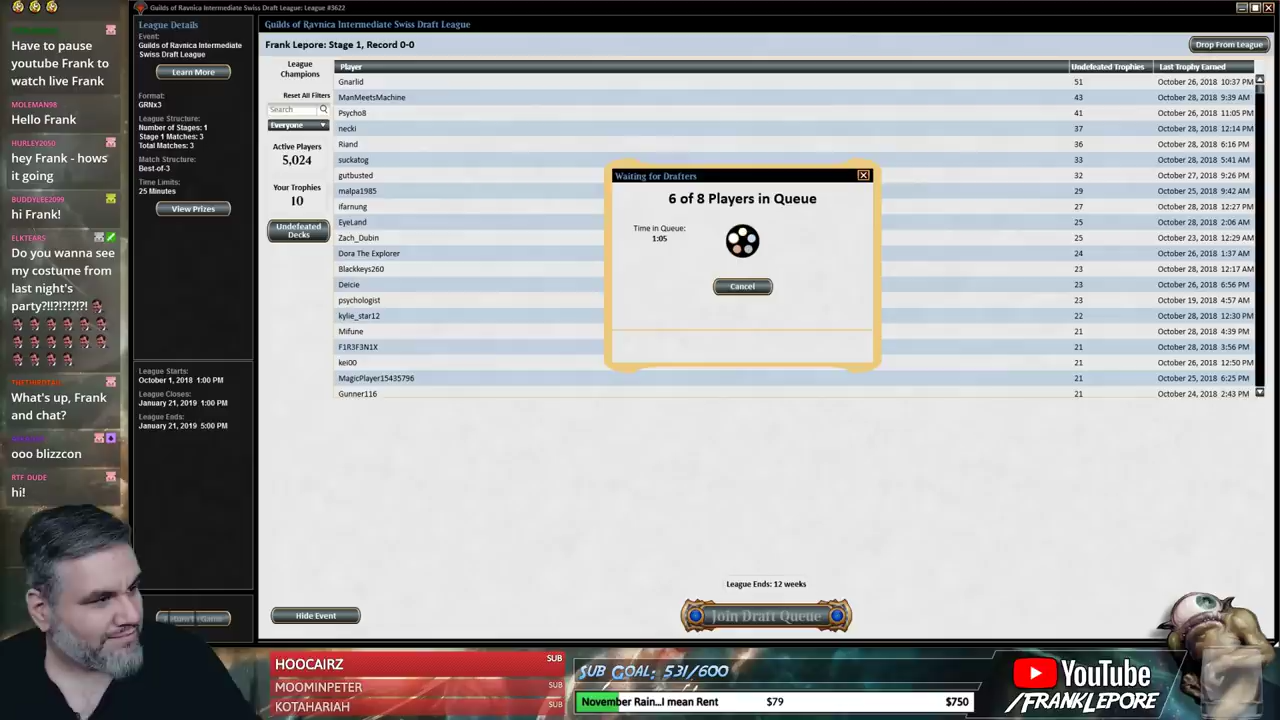 Guilds of Ravnica Intermediate Swiss Draft League: League #3622
Have to pause
youtube Frank to
watch live Frank
MOLEMAN98
Hello Frank
HURLEY2050
hey Frank - hows
it going
BUDDYLEE2099
hi Frank!
ELKTEARS
Do you wanna see
my costume from
last night's
party?!!?!?!?!?!
THETHIRDTAIL
What's up, Frank
and chat?
ooo blizzcon
RTF DUDE
hi!
League Details
Event:
Guilds of Ravnica Intermediate
Swiss Draft League
Learn More
Format:
GRNx3
League Structure:
Number of Stages: 1
Stage 1 Matches: 3
Total Matches: 3
Match Structure:
Best-of-3
Time Limits:
25 Minutes
View Prizes
League Starts:
October 1, 2018 1:00 PM
League Closes:
January 21, 2019 1:00 PM
League Ends:
January 21, 2019 5:00 PM
Guilds of Ravnica Intermediate Swiss Draft League
Frank Lepore: Stage 1, Record 0-0
Drop From League
League
Champions
Reset All Filters
Search
Everyone
Active Players
5,024
Your Trophies
10
Undefeated
Decks
Player Undefeated Trophies Last Trophy Earned
Gnarlid 51 October 26, 2018 10:37 PM
ManMeetsMachine 43 October 28, 2018 9:39 AM
Psycho8 41 October 26, 2018 11:05 PM
necki 37 October 28, 2018 12:14 PM
Riand 36 October 28, 2018 6:16 PM
suckatog 33 October 28, 2018 5:41 AM
gutbusted 32 October 27, 2018 9:26 PM
malpa1985 29 October 25, 2018 9:42 AM
lfarnung 27 October 28, 2018 12:27 PM
EyeLand 25 October 28, 2018 2:06 AM
Zach_Dubin 25 October 23, 2018 12:29 AM
Dora The Explorer 24 October 26, 2018 1:37 AM
Blackkeys260 23 October 28, 2018 12:17 AM
Deicie 23 October 26, 2018 6:56 PM
psychologist 23 October 19, 2018 4:57 AM
kylie_star12 22 October 28, 2018 12:30 PM
Mifune 21 October 28, 2018 4:39 PM
F1R3F3N1X 21 October 28, 2018 3:56 PM
kei00 21 October 26, 2018 12:50 PM
MagicPlayer15435796 21 October 25, 2018 6:25 PM
Gunner116 21 October 24, 2018 2:43 PM
Waiting for Drafters
6 of 8 Players in Queue
Time in Queue:
1:05
Cancel
League Ends: 12 weeks
Hide Event
Join Draft Queue
HOOCAIRZ SUB
MOOMINPETER SUB
KOTAHARIAH SUB
SUB GOAL: 531/600
November Rain...I mean Rent $79 $750
YouTube
/FRANKLEPORE